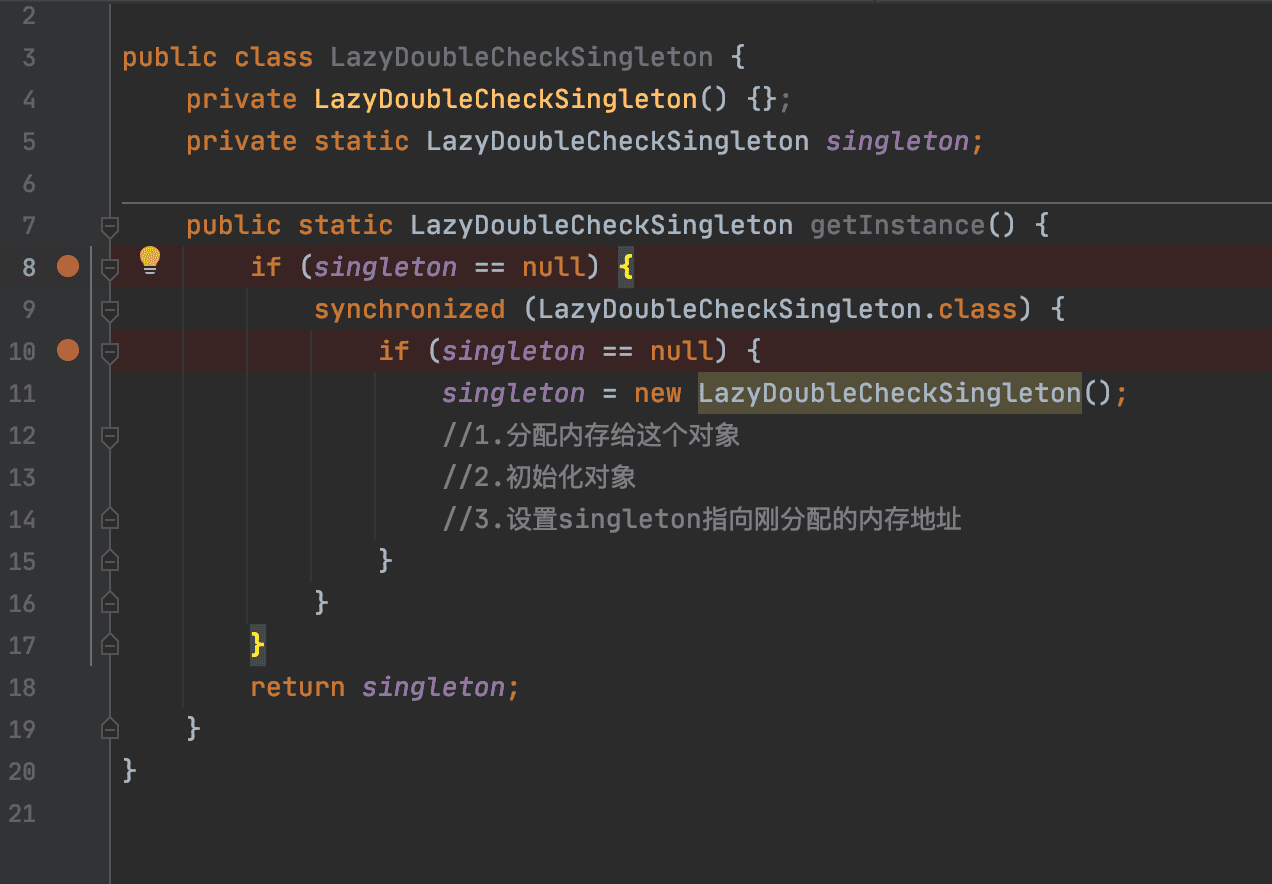 2
3 public class LazyDoubleCheckSingleton {
4 private LazyDoubleCheckSingleton() {};
5 private static LazyDoubleCheckSingleton singleton;
6
7 public static LazyDoubleCheckSingleton getInstance() {
8 if (singleton == null) {
9 synchronized (LazyDoubleCheckSingleton.class) {
10 if (singleton == null) {
11 singleton = new LazyDoubleCheckSingleton();
12 //1.分配内存给这个对象
13 //2.初始化对象
14 //3.设置singleton指向刚分配的内存地址
15 }
16 }
17 }
18 return singleton;
19 }
20 }
21